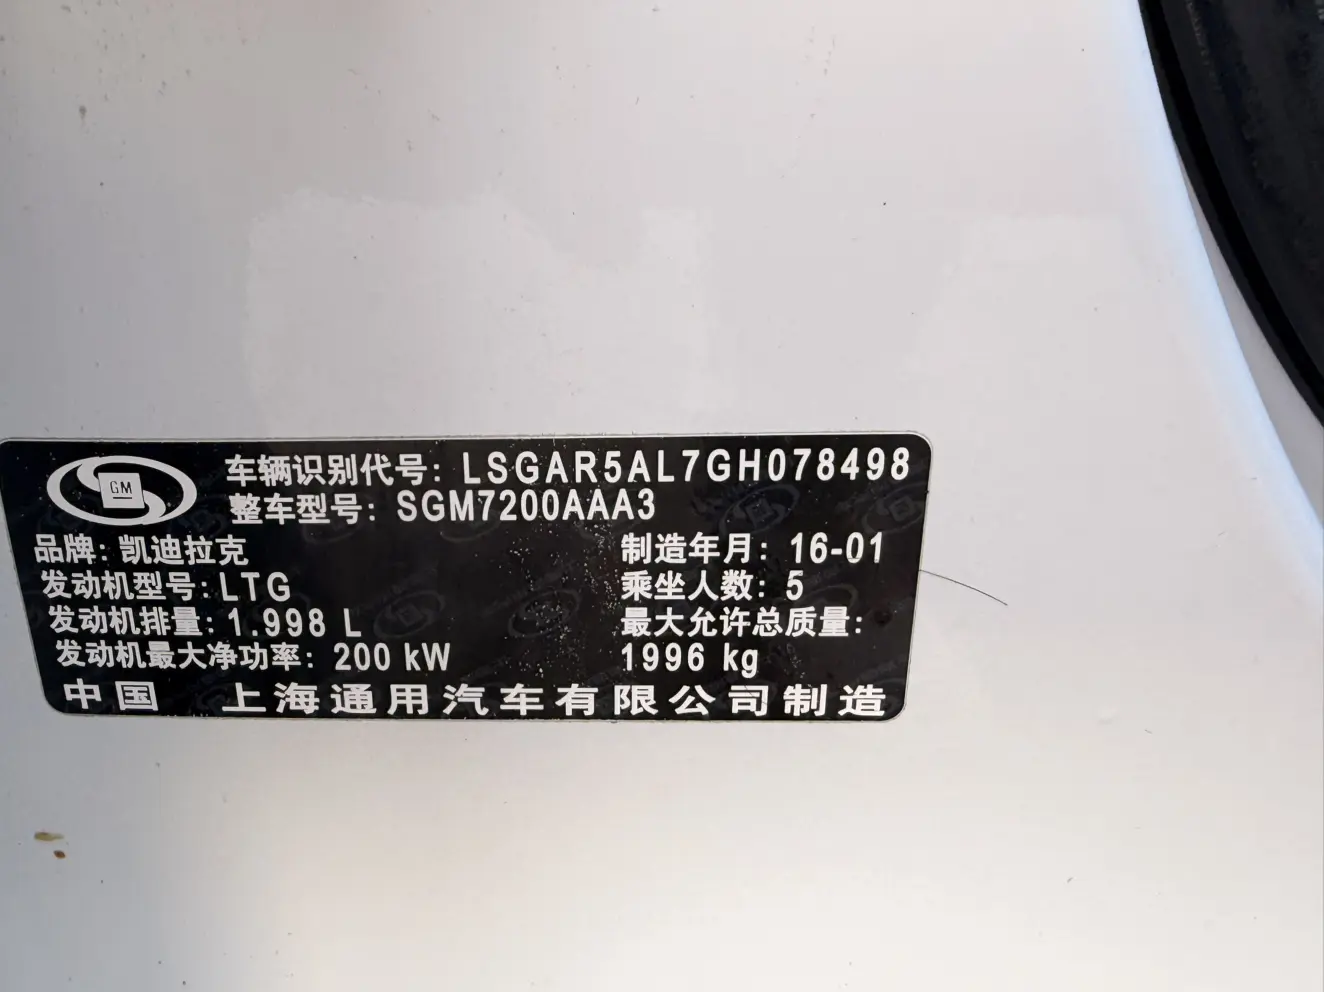 GM
车辆识别代号: LSGAR5AL7GH078498
整车型号: SGM7200AAA3
品牌: 凯迪拉克
制造年月: 16-01
发动机型号: LTG
乘坐人数: 5
发动机排量: 1.998 L
最大允许总质量:
发动机最大净功率: 200 kW
1996 kg
中国 上海通用汽车有限公司制造